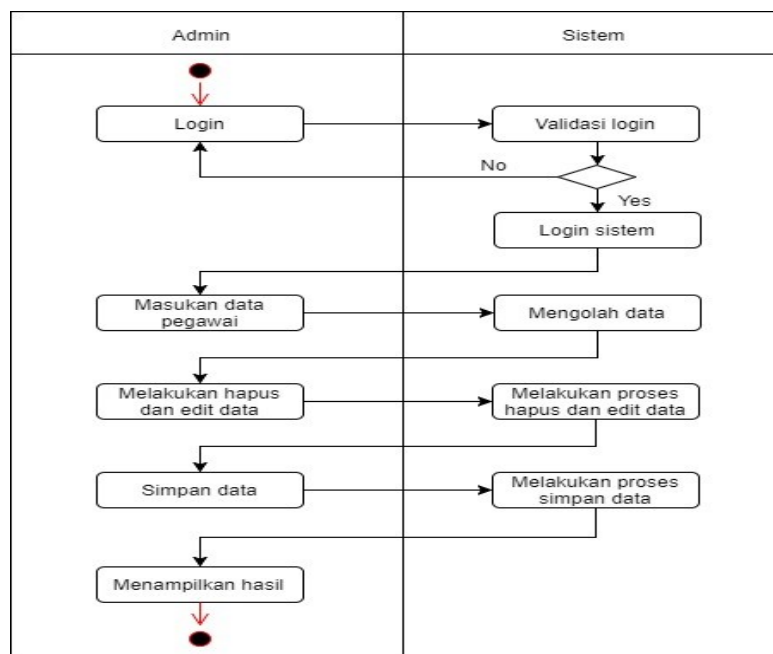 Admin
Sistem
Login
Validasi login
No
Yes
Login sistem
Masukan data
pegawai
Mengolah data
Melakukan hapus
dan edit data
Melakukan proses
hapus dan edit data
Simpan data
Melakukan proses
simpan data
Menampilkan hasil